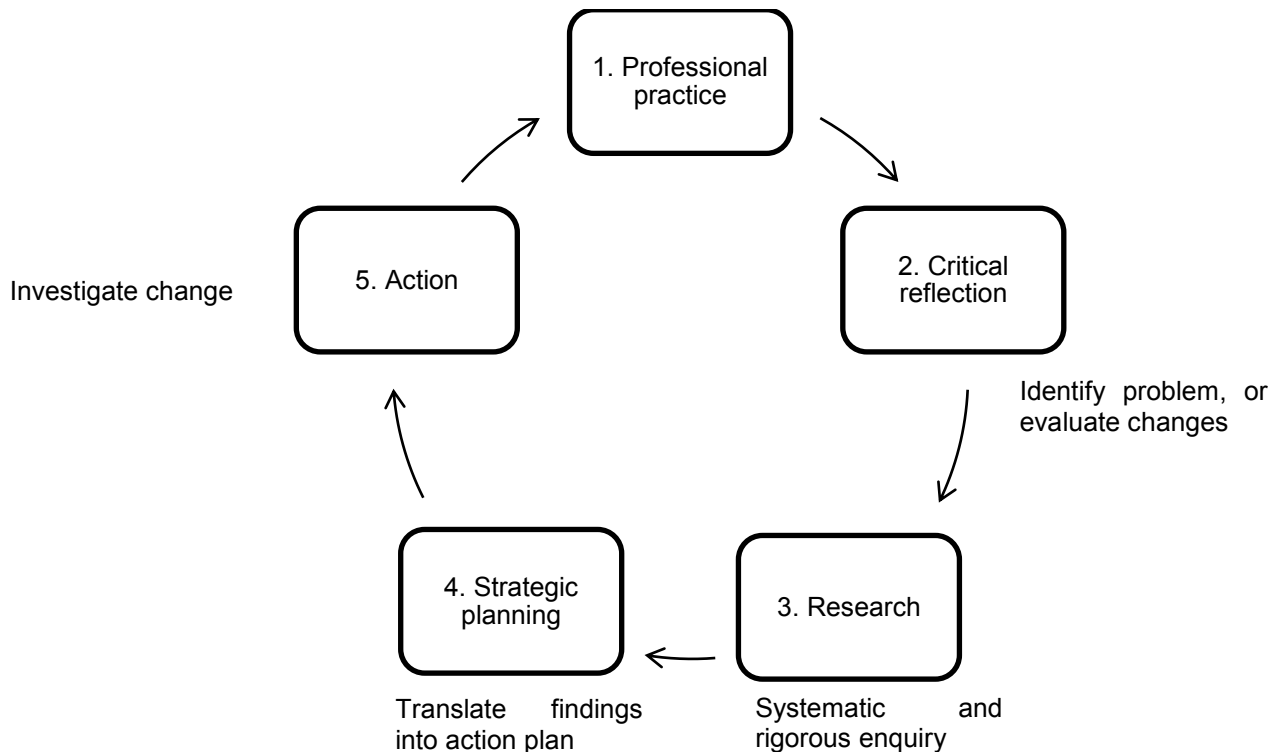 1. Professional
practice
2. Critical
reflection
Identify problem, or
evaluate changes
3. Research
Systematic and
rigorous enquiry
4. Strategic
planning
Translate findings
into action plan
5. Action
Investigate change